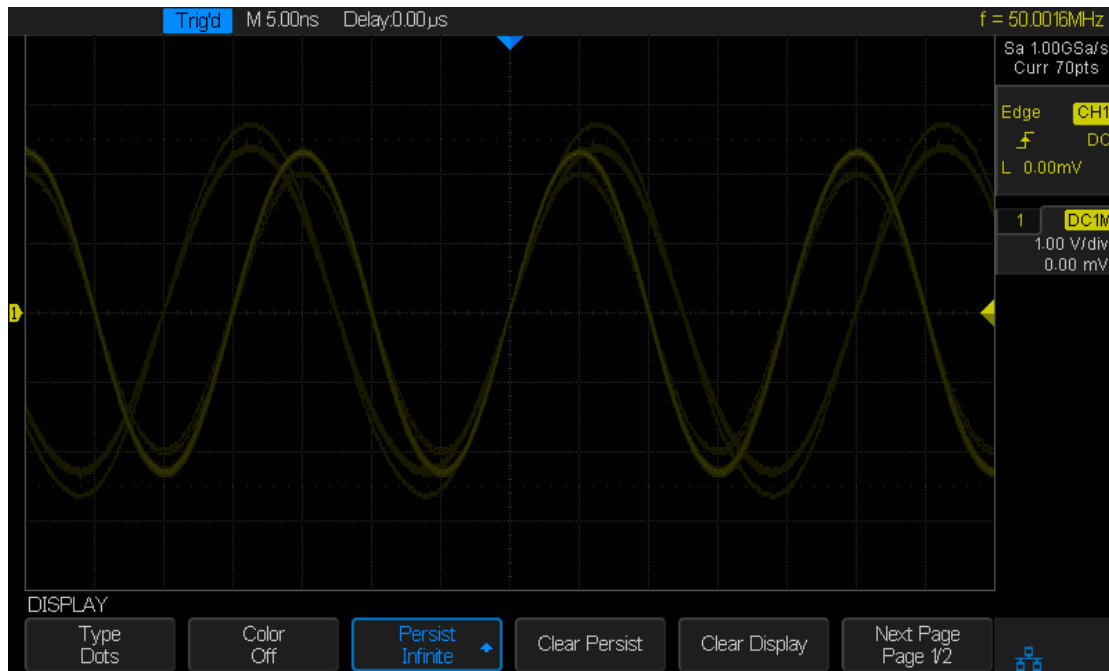 Trig'd M 5.00ns Delay:0.00µs f = 50.0016MHz
Sa 1.00GSa/s
Curr 70pts
Edge CH1
DC
L 0.00mV
1 DC1M
1.00 V/div
0.00 mV
1
DISPLAY
Type
Dots
Color
Off
Persist
Infinite
Clear Persist
Clear Display
Next Page
Page 1/2